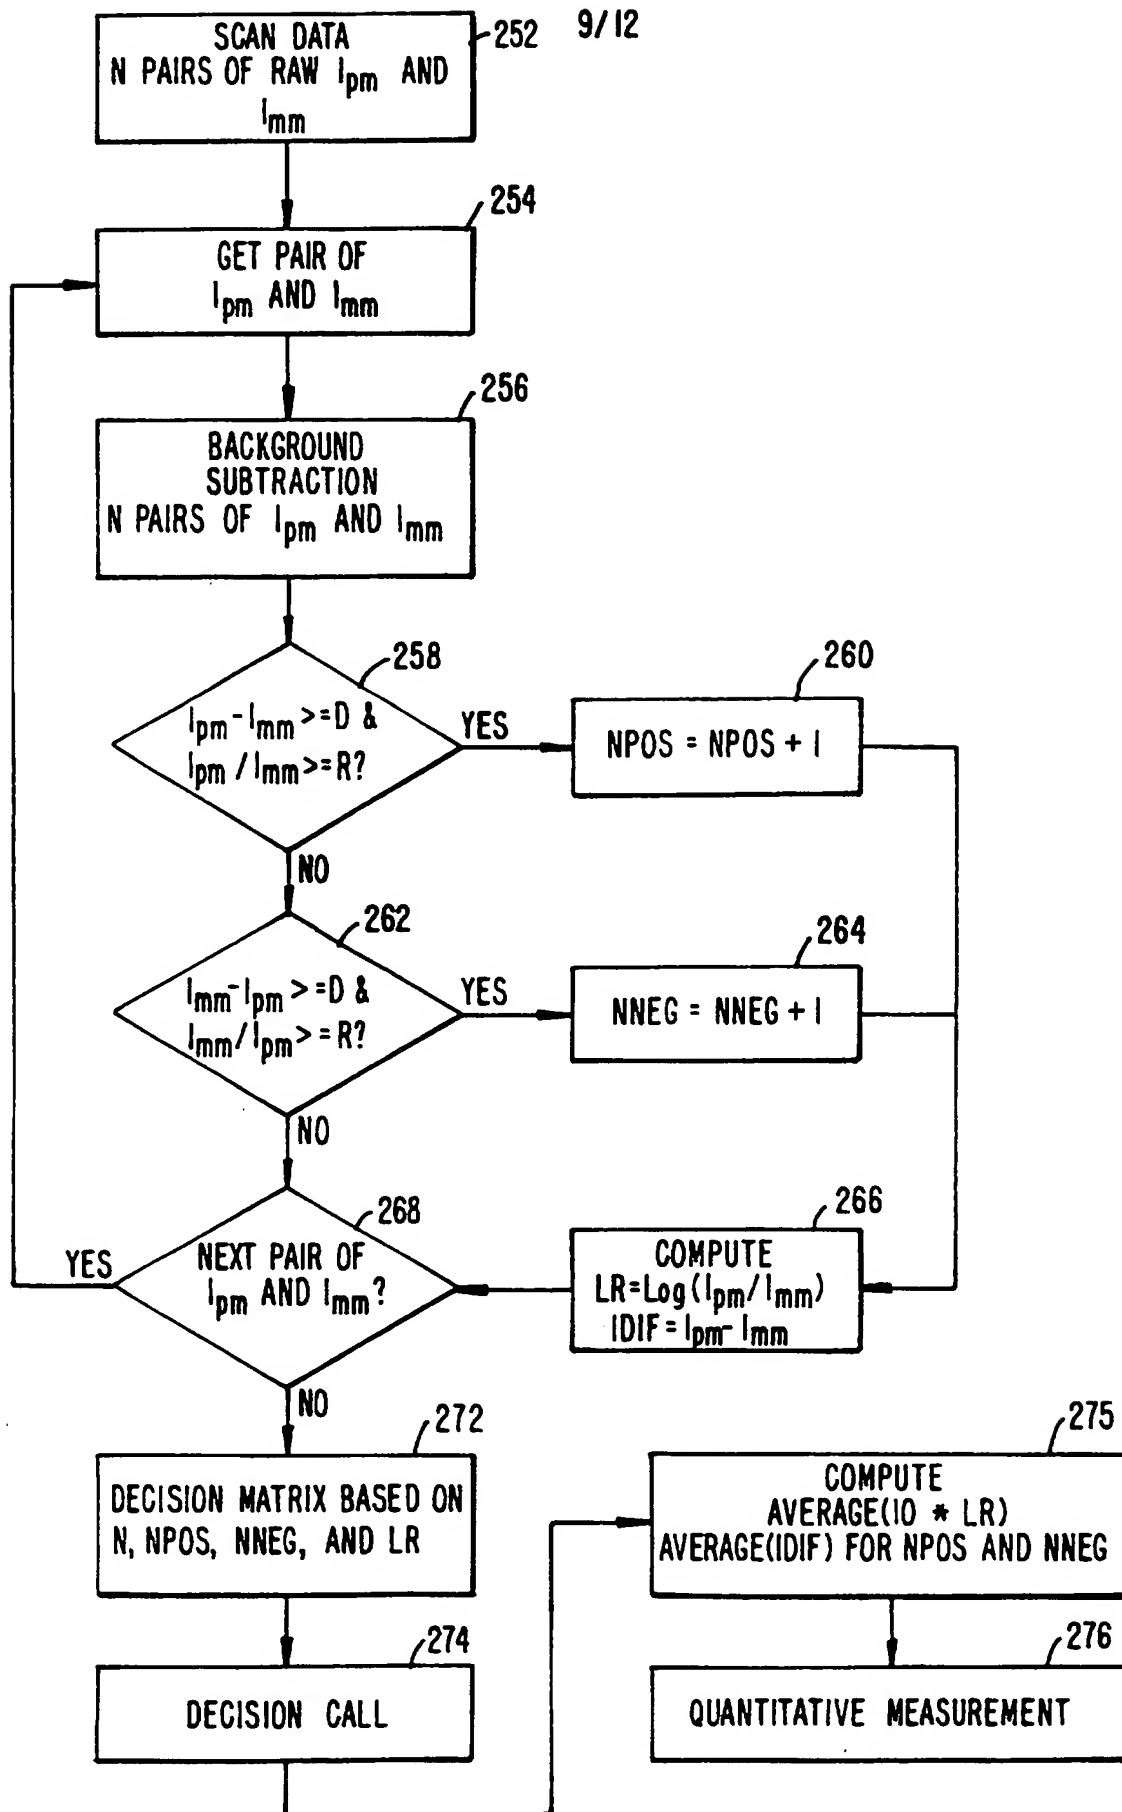 9/12
252
SCAN DATA
N PAIRS OF RAW Ipm AND
Imm
254
GET PAIR OF
Ipm AND Imm
256
BACKGROUND
SUBTRACTION
N PAIRS OF Ipm AND Imm
258
Ipm-Imm >=D &
Ipm / Imm >=R?
YES
NO
260
NPOS = NPOS + 1
262
Imm-Ipm >=D &
Imm/Ipm >=R?
YES
NO
264
NNEG = NNEG + 1
266
COMPUTE
LR=Log(Ipm/Imm)
IDIF=Ipm-Imm
268
NEXT PAIR OF
Ipm AND Imm?
YES
NO
272
DECISION MATRIX BASED ON
N, NPOS, NNEG, AND LR
274
DECISION CALL
275
COMPUTE
AVERAGE(10 * LR)
AVERAGE(IDIF) FOR NPOS AND NNEG
276
QUANTITATIVE MEASUREMENT